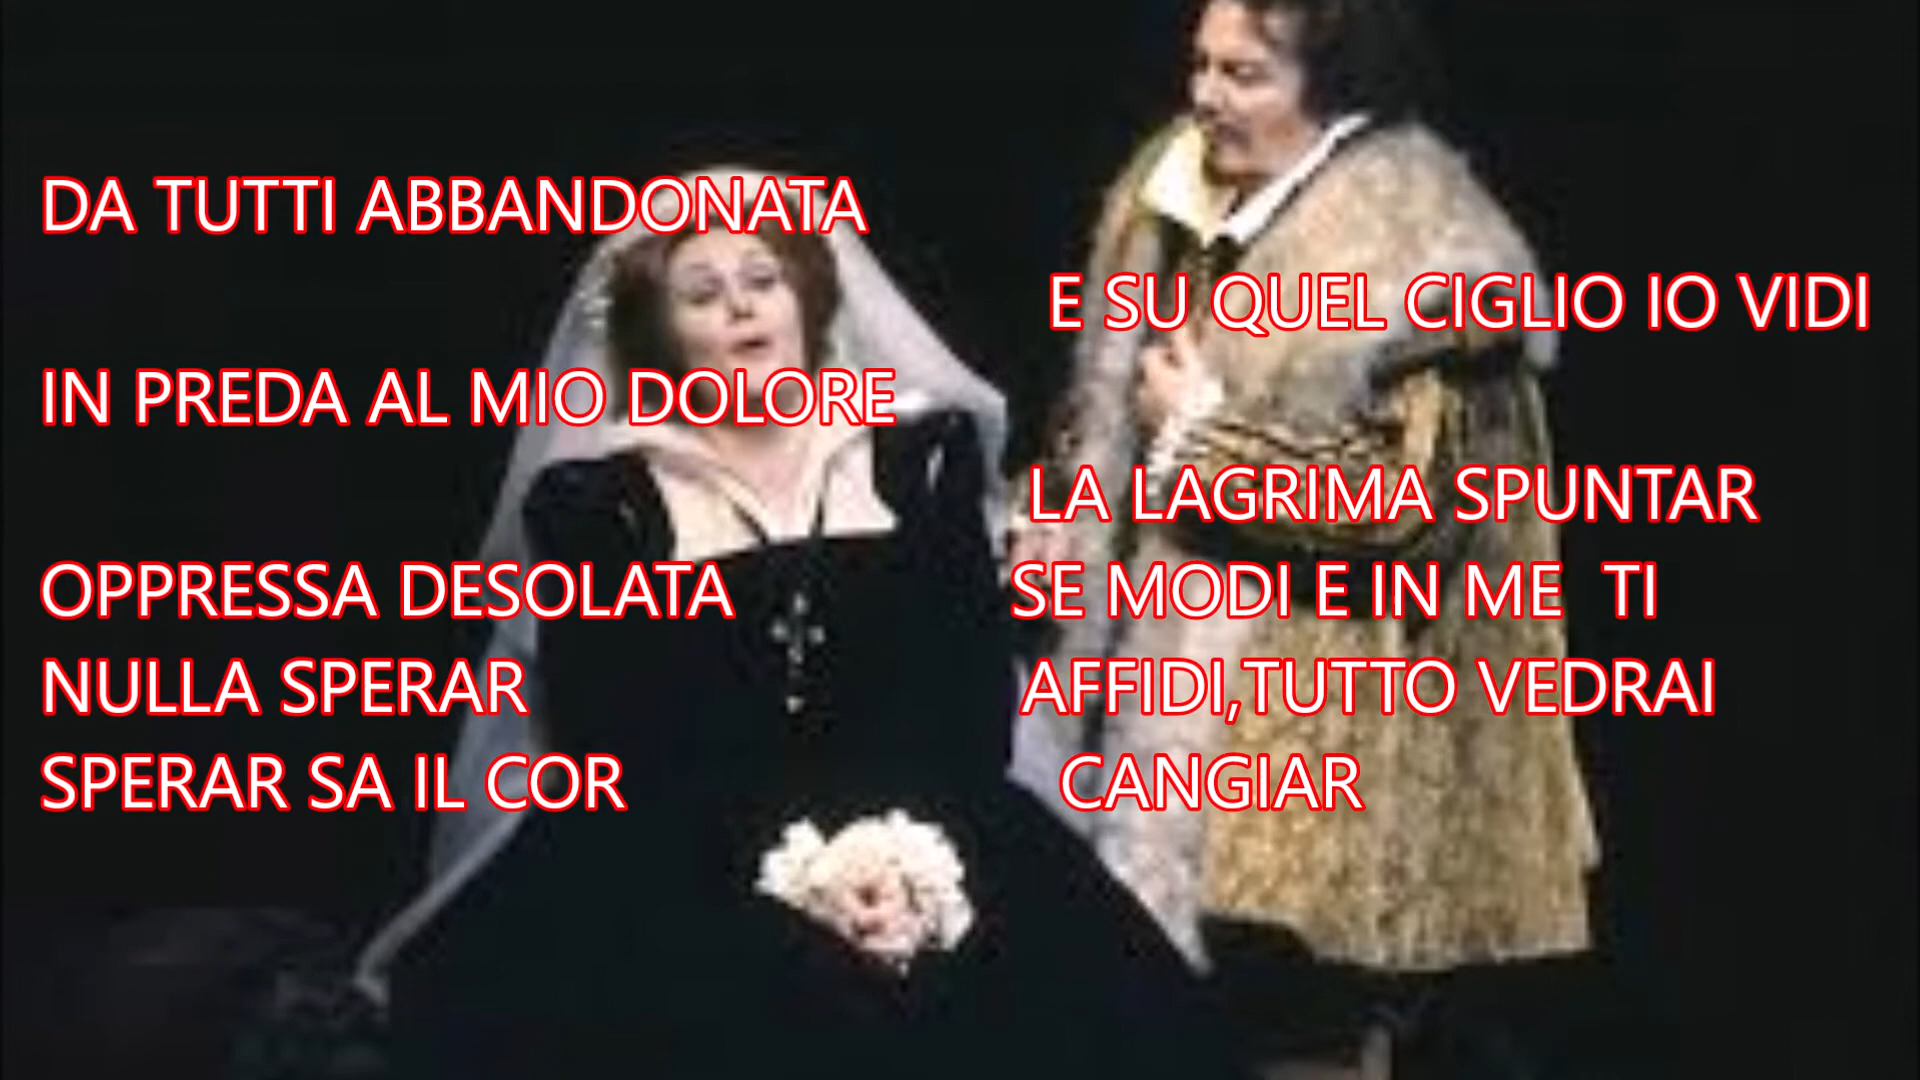 DA TUTTI ABBANDONATA
IN PREDA AL MIO DOLORE
OPPRESSA DESOLATA
NULLA SPERAR
SPERAR SA IL COR
E SU QUEL CIGLIO IO VIDI
LA LAGRIMA SPUNTAR
SE MODI E IN ME TI
AFFIDI,TUTTO VEDRAI
CANGIAR